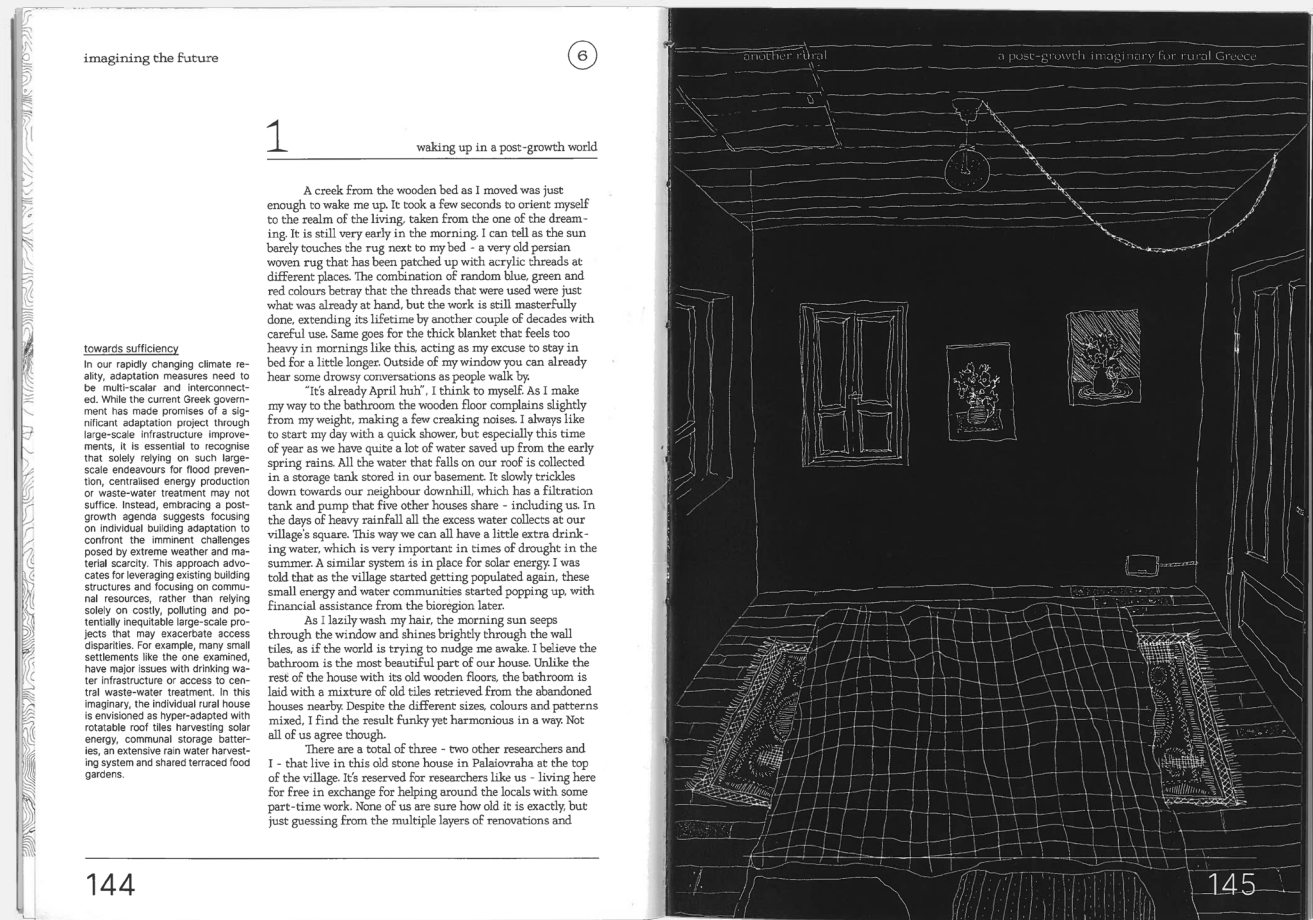 imagining the future
6
1
waking up in a post-growth world
A creek from the wooden bed as I moved was just
enough to wake me up. It took a few seconds to orient myself
to the realm of the living, taken from the one of the dream-
ing. It is still very early in the morning. I can tell as the sun
barely touches the rug next to my bed - a very old persian
woven rug that has been patched up with acrylic threads at
different places. The combination of random blue, green and
red colours betray that the threads that were used were just
what was already at hand, but the work is still masterfully
done, extending its lifetime by another couple of decades with
careful use. Same goes for the thick blanket that feels too
heavy in mornings like this, acting as my excuse to stay in
bed for a little longer. Outside of my window you can already
hear some drowsy conversations as people walk by.
"It's already April huh", I think to myself. As I make
my way to the bathroom the wooden floor complains slightly
from my weight, making a few creaking noises. I always like
to start my day with a quick shower, but especially this time
of year as we have quite a lot of water saved up from the early
spring rains. All the water that falls on our roof is collected
in a storage tank stored in our basement. It slowly trickles
down towards our neighbour downhill, which has a filtration
tank and pump that five other houses share - including us. In
the days of heavy rainfall all the excess water collects at our
village's square. This way we can all have a little extra drink-
ing water, which is very important in times of drought in the
summer. A similar system is in place for solar energy. I was
told that as the village started getting populated again, these
small energy and water communities started popping up, with
financial assistance from the bioregion later.
As I lazily wash my hair, the morning sun seeps
through the window and shines brightly through the wall
tiles, as if the world is trying to nudge me awake. I believe the
bathroom is the most beautiful part of our house. Unlike the
rest of the house with its old wooden floors, the bathroom is
laid with a mixture of old tiles retrieved from the abandoned
houses nearby. Despite the different sizes, colours and patterns
mixed, I find the result funky yet harmonious in a way. Not
all of us agree though.
There are a total of three - two other researchers and
I - that live in this old stone house in Palaiovraha at the top
of the village. It's reserved for researchers like us - living here
for free in exchange for helping around the locals with some
part-time work. None of us are sure how old it is exactly, but
just guessing from the multiple layers of renovations and
towards sufficiency
In our rapidly changing climate re-
ality, adaptation measures need to
be multi-scalar and interconnect-
ed. While the current Greek govern-
ment has made promises of a sig-
nificant adaptation project through
large-scale infrastructure improve-
ments, it is essential to recognise
that solely relying on such large-
scale endeavours for flood preven-
tion, centralised energy production
or waste-water treatment may not
suffice. Instead, embracing a post-
growth agenda suggests focusing
on individual building adaptation to
confront the imminent challenges
posed by extreme weather and ma-
terial scarcity. This approach advo-
cates for leveraging existing building
structures and focusing on commu-
nal resources, rather than relying
solely on costly, polluting and po-
tentially inequitable large-scale pro-
jects that may exacerbate access
disparities. For example, many small
settlements like the one examined,
have major issues with drinking wa-
ter infrastructure or access to cen-
tral waste-water treatment. In this
imaginary, the individual rural house
is envisioned as hyper-adapted with
rotatable roof tiles harvesting solar
energy, communal storage batter-
ies, an extensive rain water harvest-
ing system and shared terraced food
gardens.
144
another rural
a post-growth imaginary for rural Greece
145